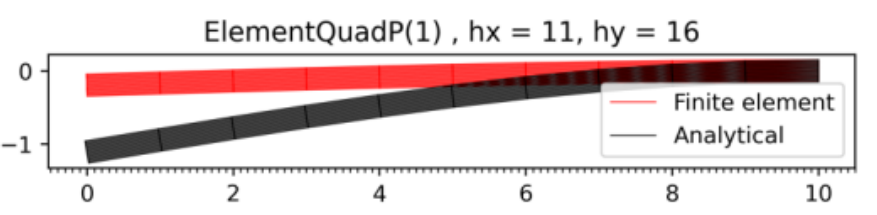 ElementQuadP(1) , hx = 11, hy = 16
0
Finite element
−1
Analytical
0 2 4 6 8 10